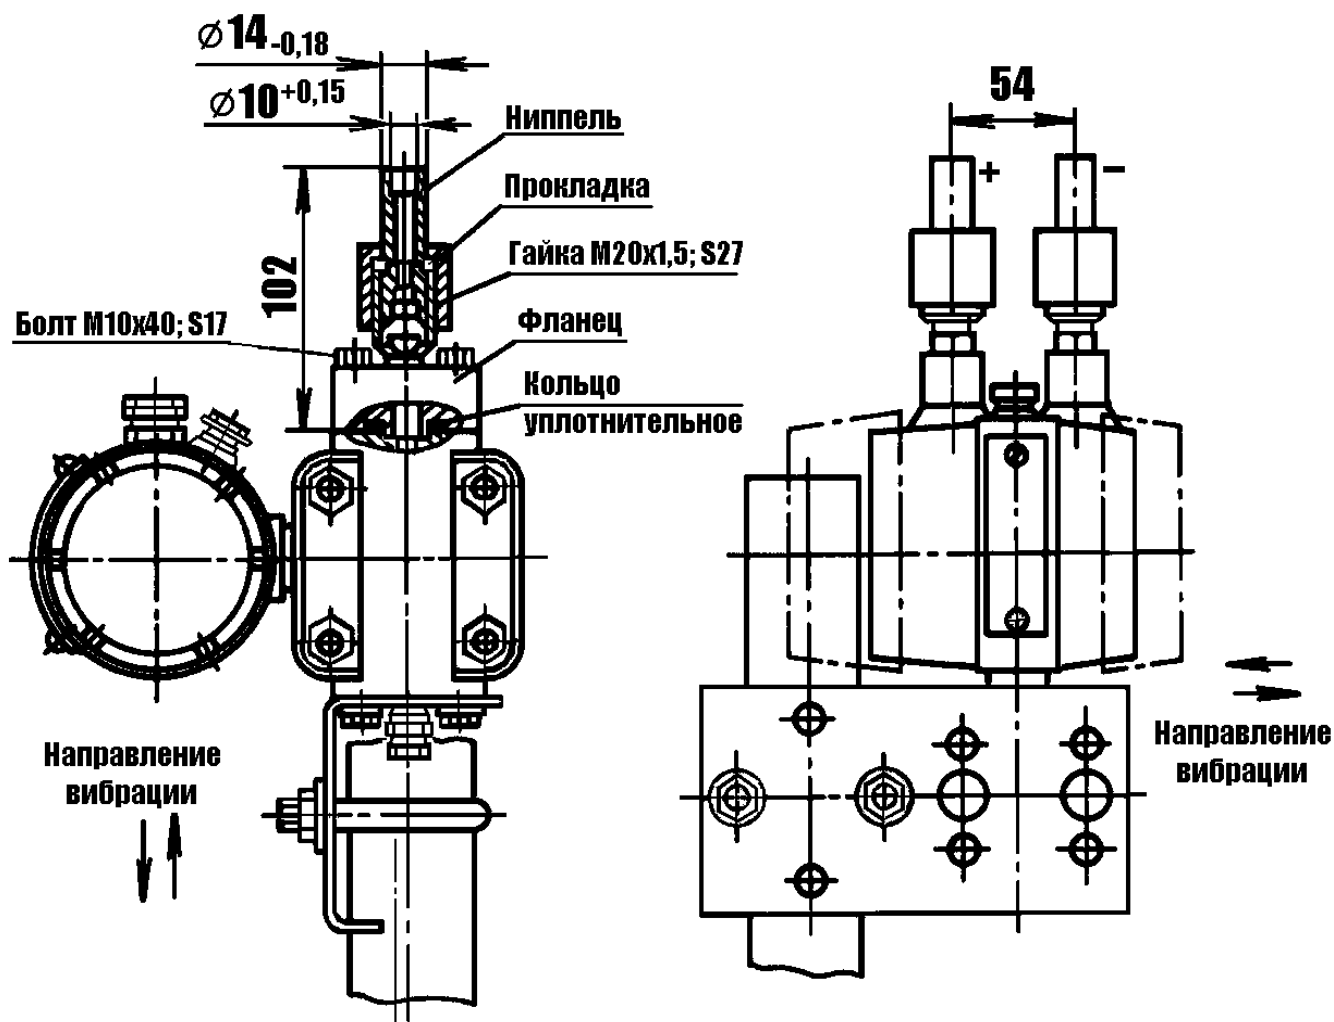 ⌀14-0,18
⌀10+0,15
Ниппель
Прокладка
Гайка М20х1,5; S27
102
Болт М10х40; S17
Фланец
Кольцо
уплотнительное
Направление
вибрации
54
+
−
Направление
вибрации